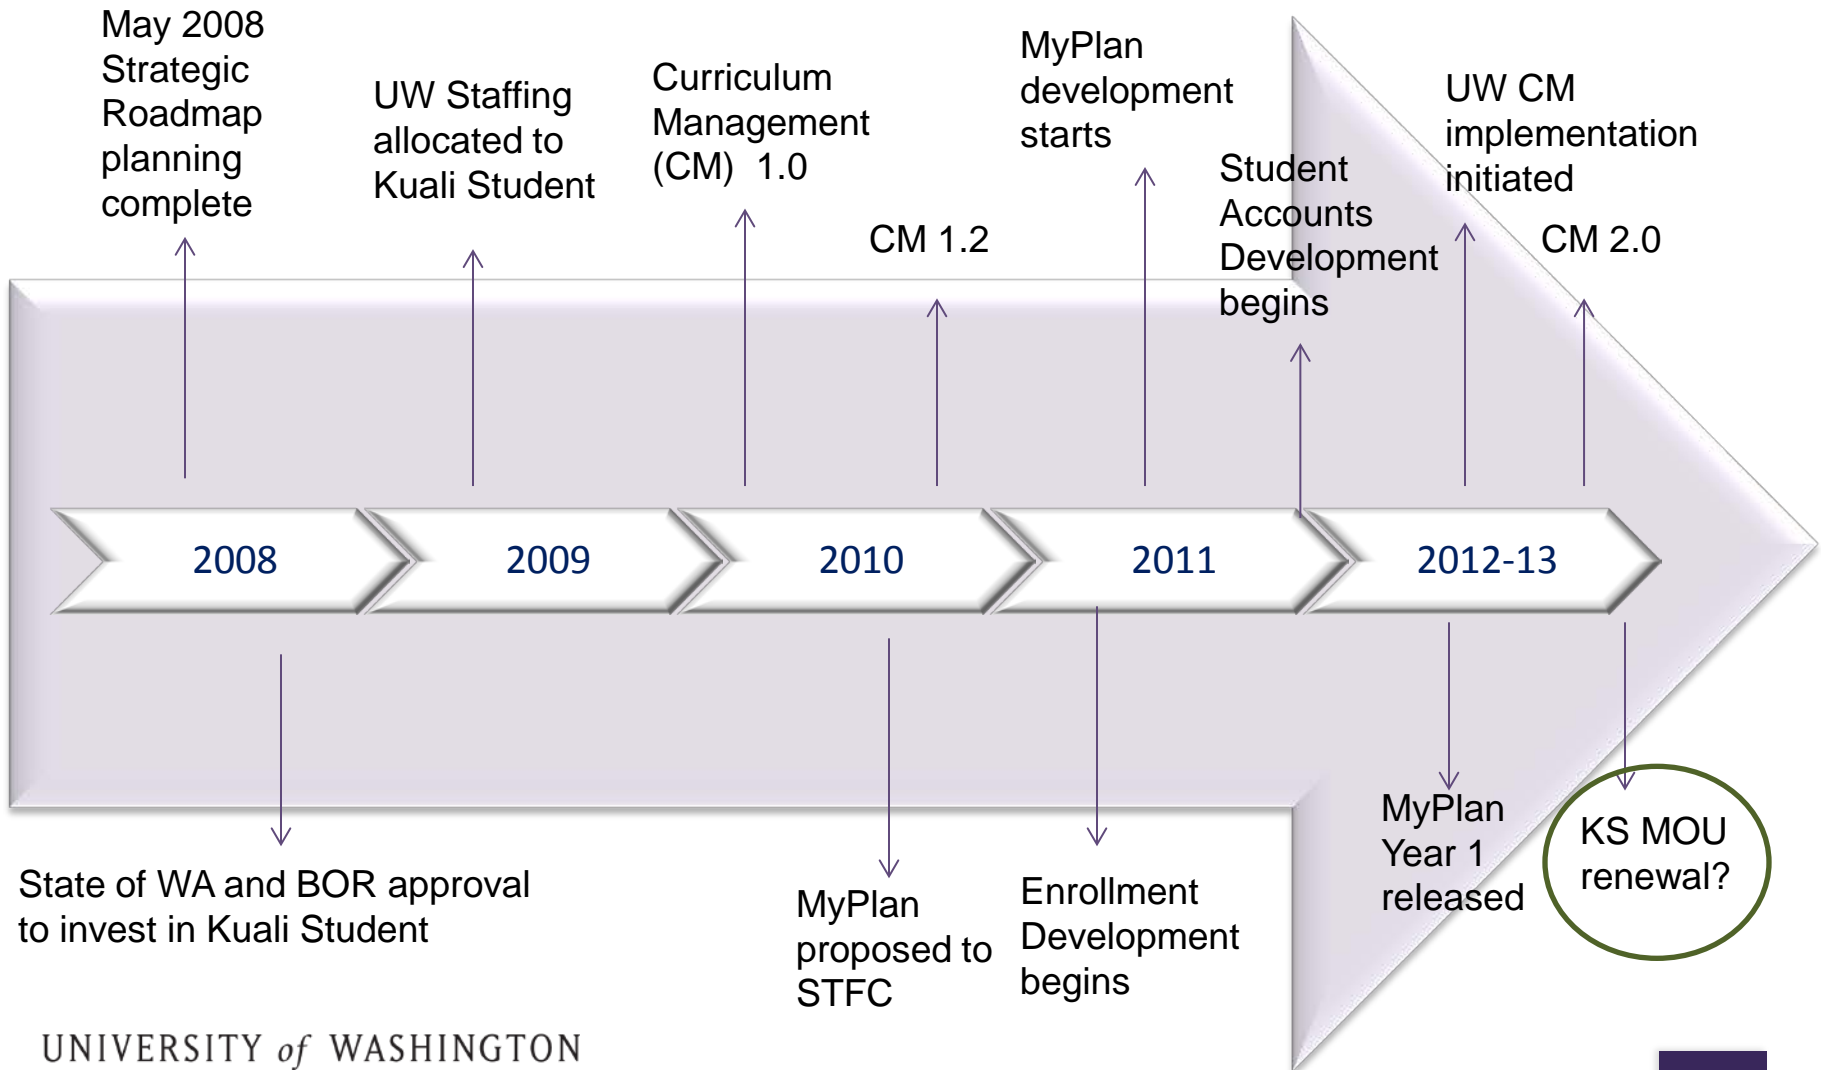 May 2008
Strategic
Roadmap
planning
complete
UW Staffing
allocated to
Kuali Student
Curriculum
Management
(CM) 1.0
CM 1.2
MyPlan
development
starts
Student
Accounts
Development
begins
UW CM
implementation
initiated
CM 2.0
2008
2009
2010
2011
2012-13
State of WA and BOR approval
to invest in Kuali Student
MyPlan
proposed to
STFC
Enrollment
Development
begins
MyPlan
Year 1
released
KS MOU
renewal?
UNIVERSITY of WASHINGTON